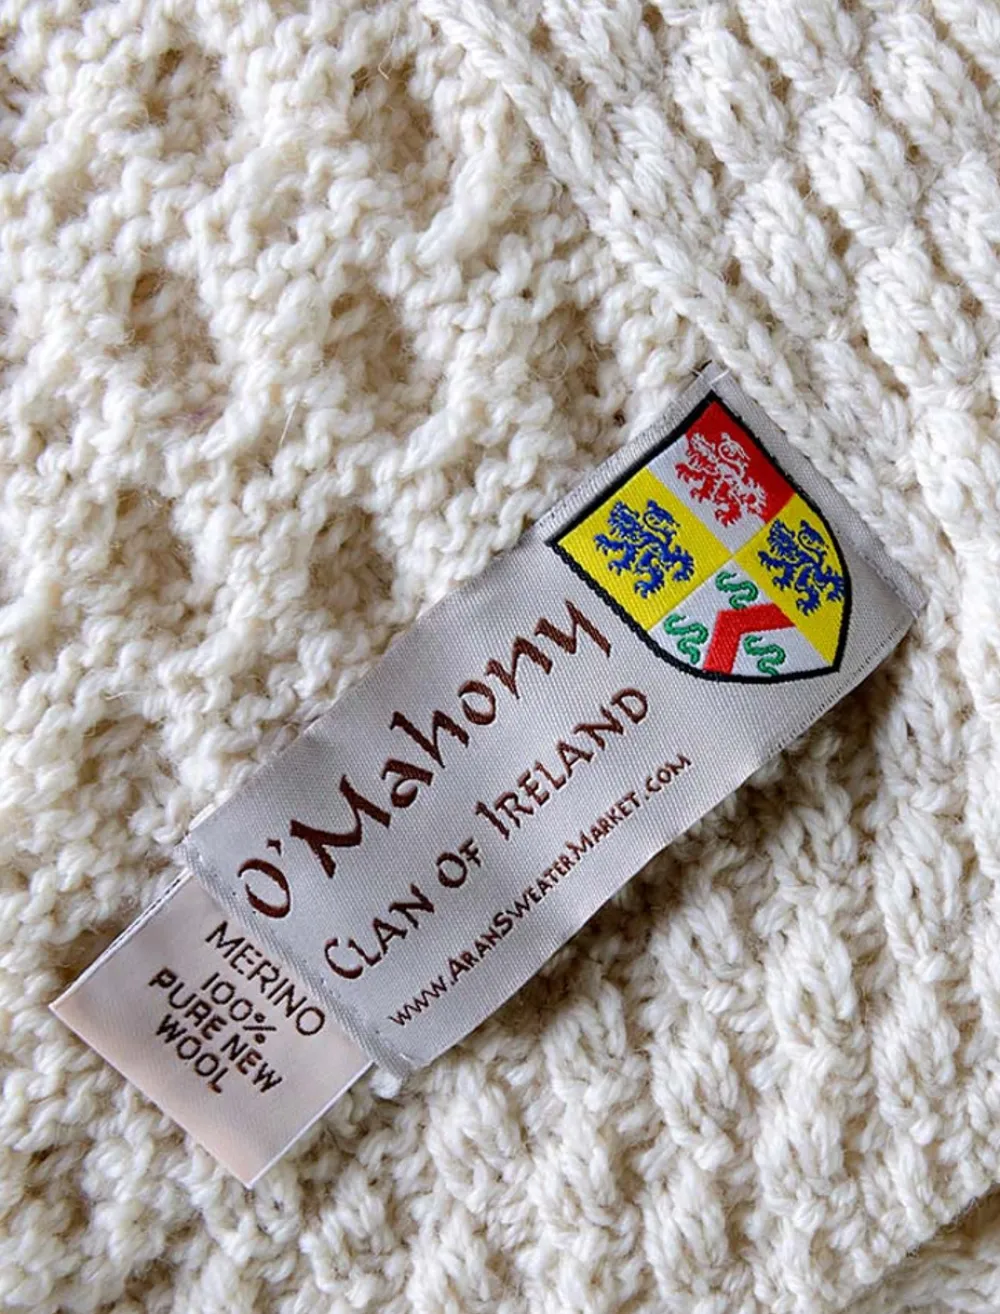 O'Mahony
Clan Of Ireland
www.AranSweaterMarket.com
MERINO
100%
PURE NEW
WOOL